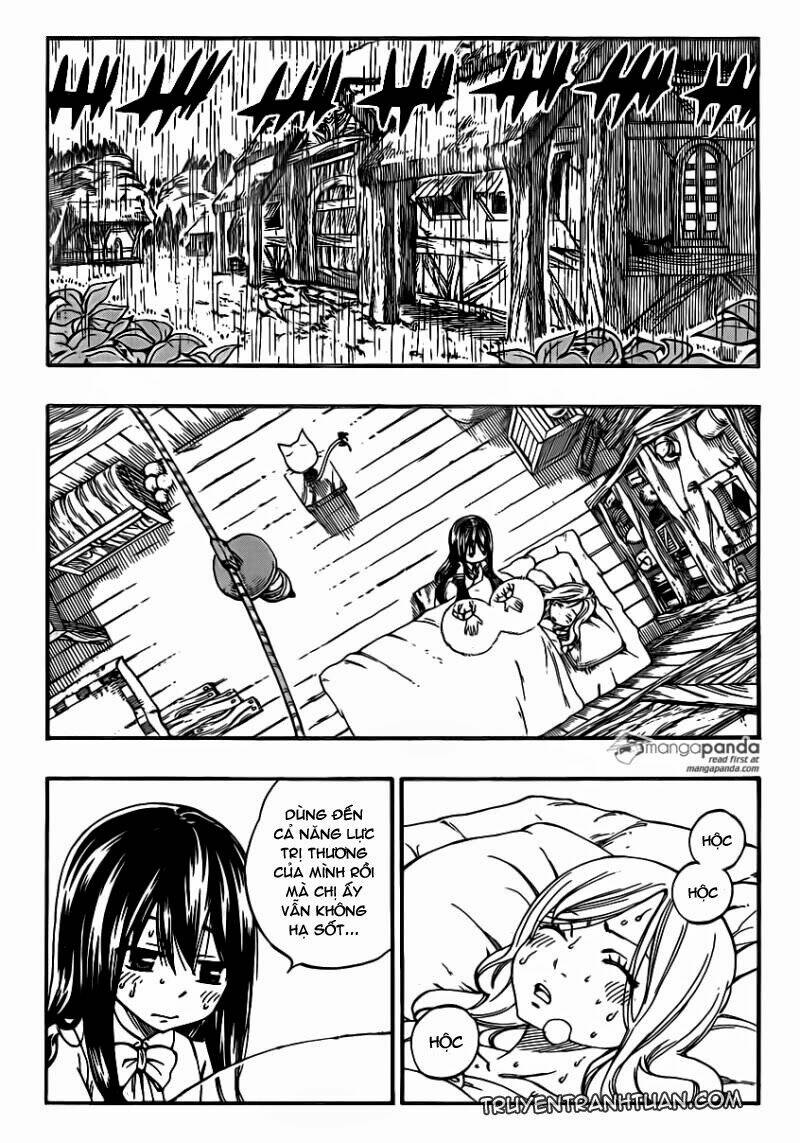 mangapanda
read first at
mangapanda.com
DÙNG ĐẾN
CẢ NĂNG LỰC
TRỊ THƯƠNG
CỦA MÌNH RỒI
MÀ CHỊ ẤY
VẪN KHÔNG
HẠ SỐT...
HỘC
HỘC
HỘC
TRUYENTRANHTUAN.COM